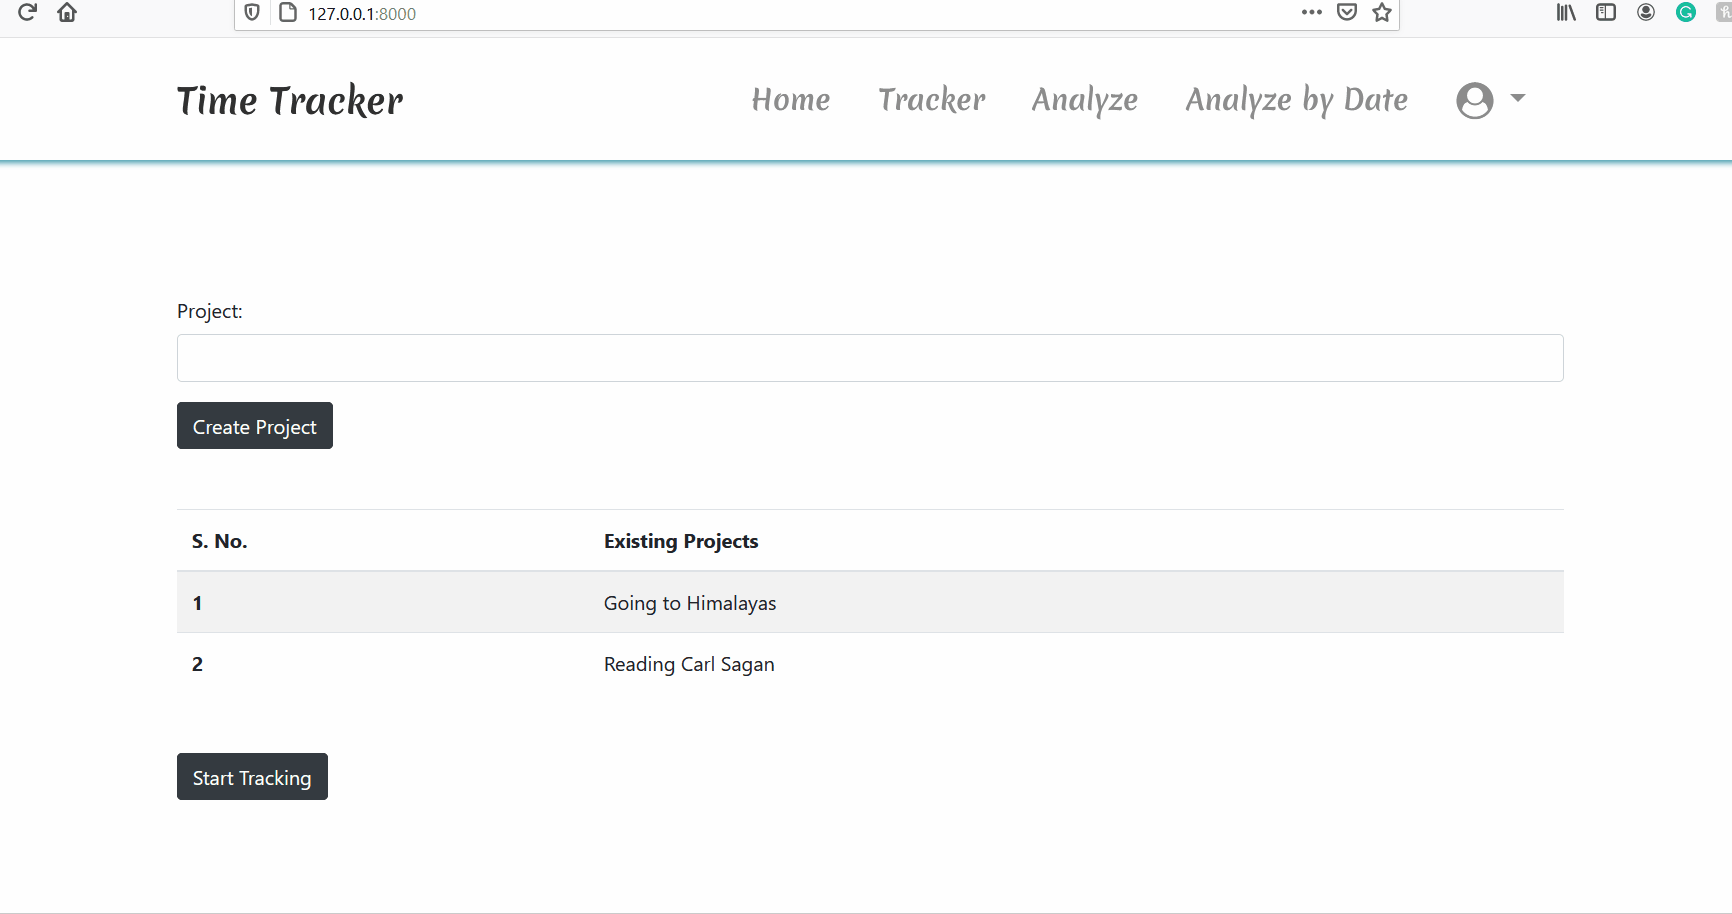 127.0.0.1:8000
Time Tracker Home Tracker Analyze Analyze by Date
Project:
Create Project
S. No. Existing Projects
1 Going to Himalayas
2 Reading Carl Sagan
Start Tracking